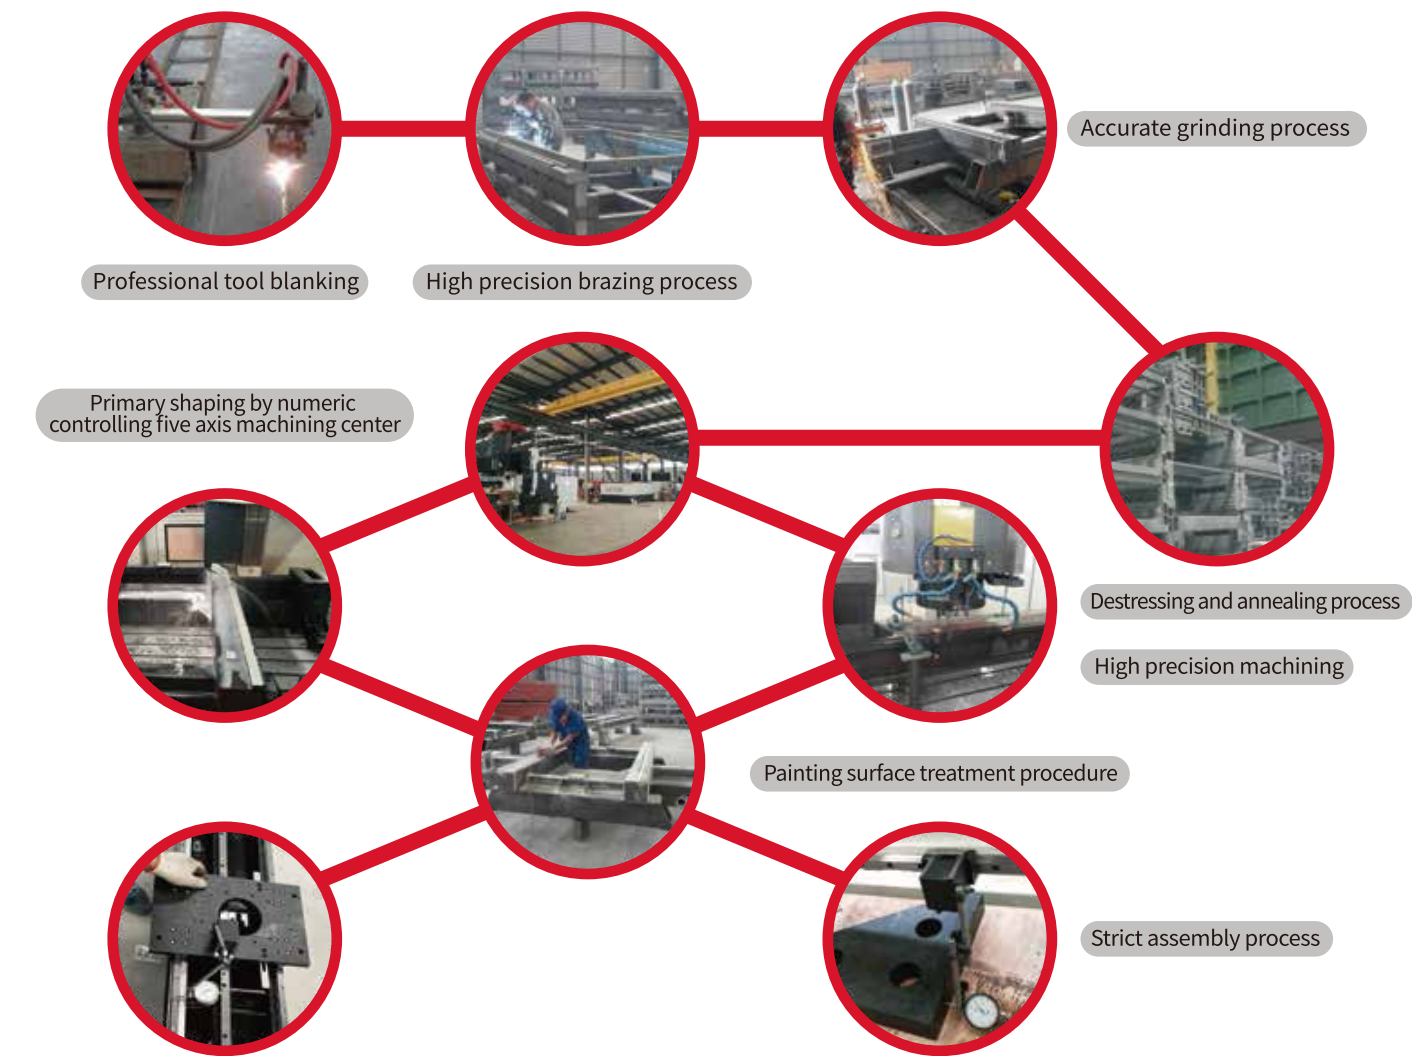 Accurate grinding process
Professional tool blanking
High precision brazing process
Primary shaping by numeric
controlling five axis machining center
Destressing and annealing process
High precision machining
Painting surface treatment procedure
Strict assembly process